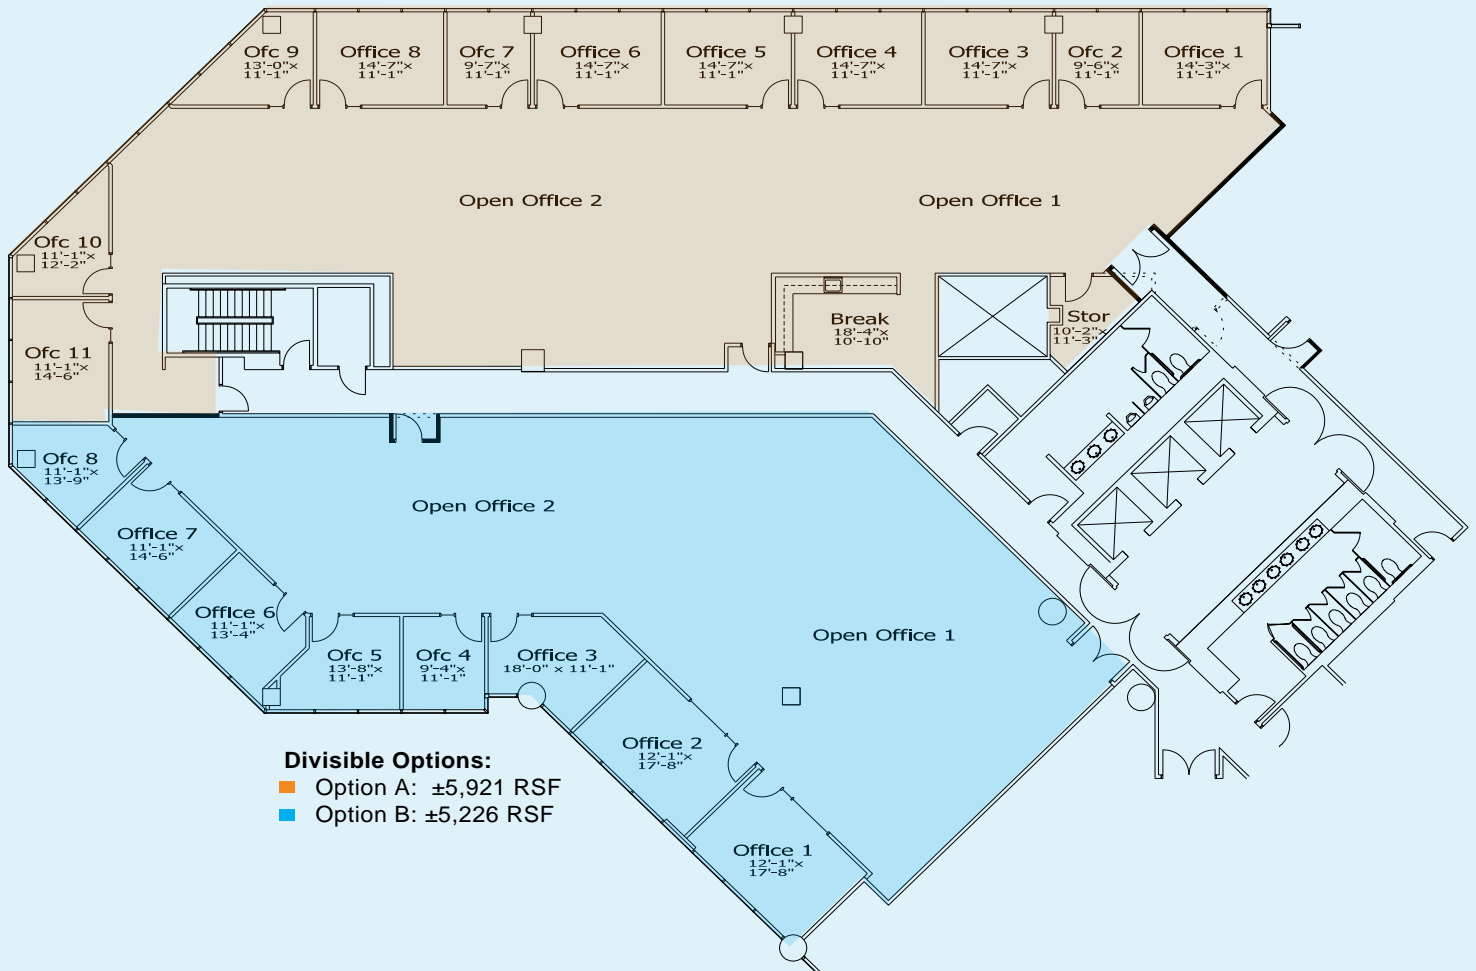 Ofc 9
13'-0"x
11'-1"
Office 8
14'-7"x
11'-1"
Ofc 7
9'-7"x
11'-1"
Office 6
14'-7"x
11'-1"
Office 5
14'-7"x
11'-1"
Office 4
14'-7"x
11'-1"
Office 3
14'-7"x
11'-1"
Ofc 2
9'-6"x
11'-1"
Office 1
14'-3"x
11'-1"
Open Office 2
Open Office 1
Ofc 10
11'-1"x
12'-2"
Ofc 11
11'-1"x
14'-6"
Break
18'-4"x
10'-10"
Stor
10'-2"x
11'-3"
Ofc 8
11'-1"x
13'-9"
Office 7
11'-1"x
14'-6"
Office 6
11'-1"x
13'-4"
Ofc 5
13'-8"x
11'-1"
Ofc 4
9'-4"x
11'-1"
Office 3
18'-0" x 11'-1"
Open Office 2
Open Office 1
Office 2
12'-1"x
17'-8"
Office 1
12'-1"x
17'-8"
Divisible Options:
Option A: ±5,921 RSF
Option B: ±5,226 RSF